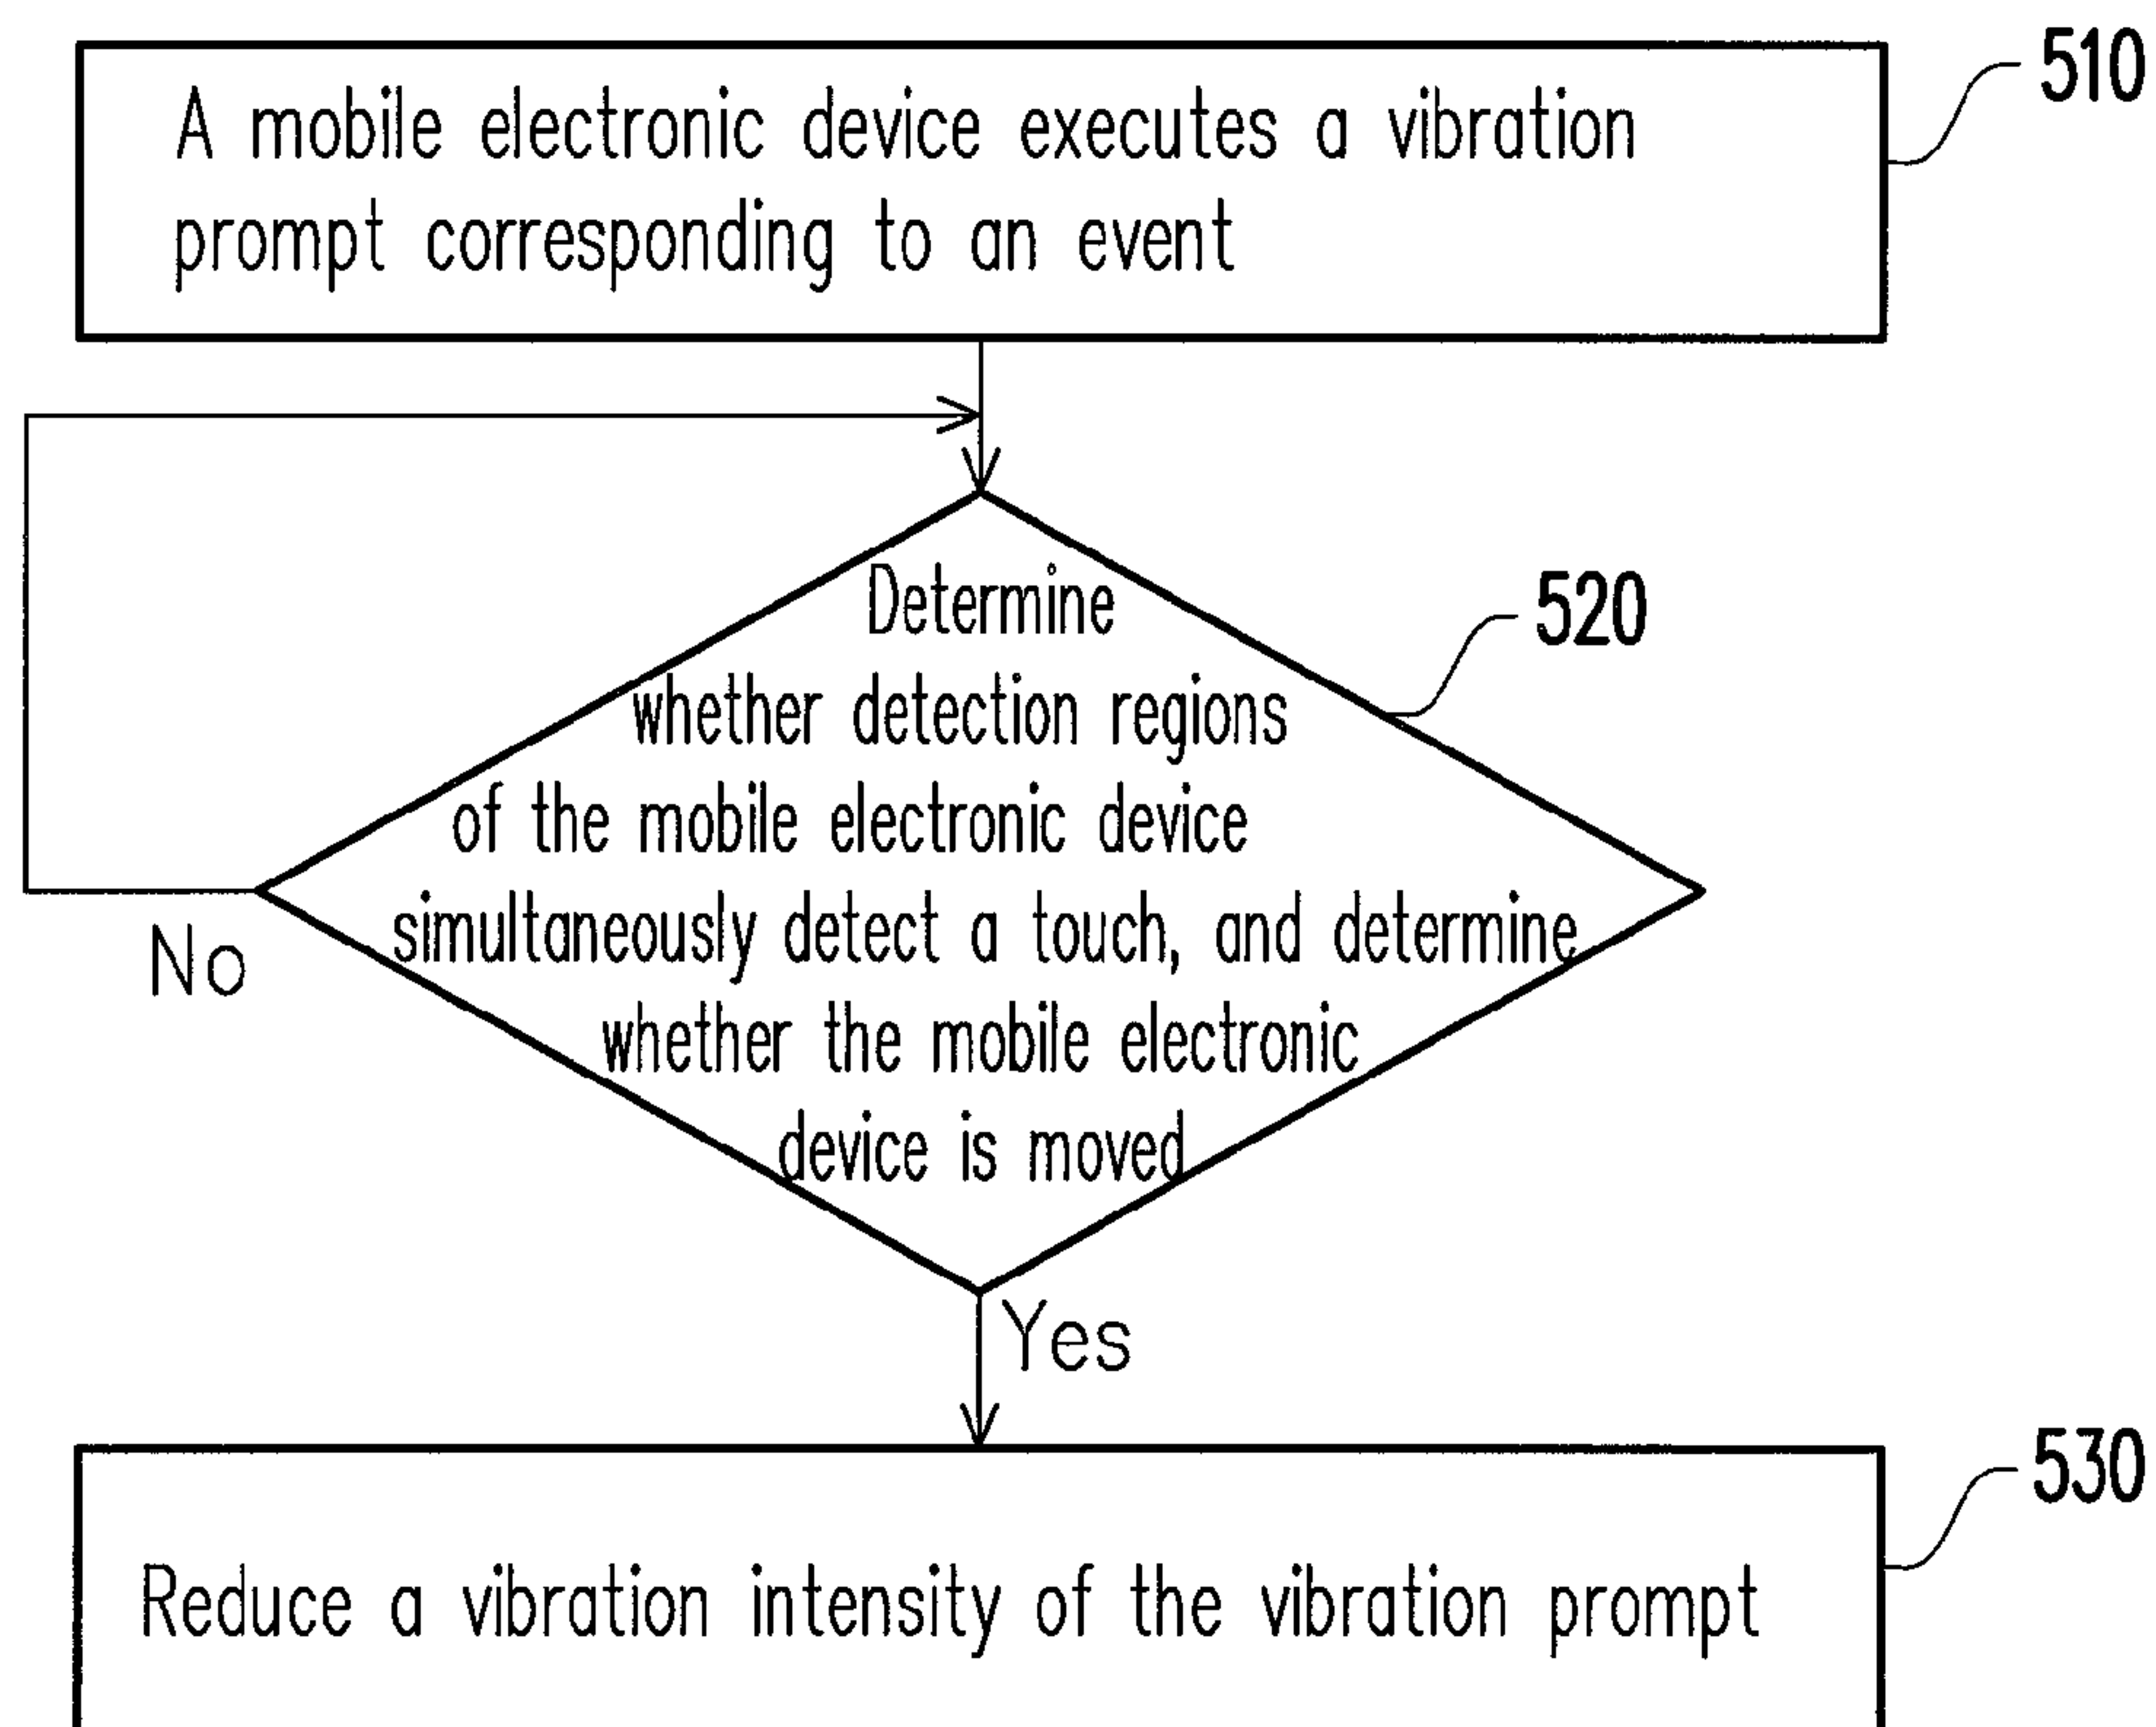 510
A mobile electronic device executes a vibration
prompt corresponding to an event
520
Determine
whether detection regions
of the mobile electronic device
simultaneously detect a touch, and determine
whether the mobile electronic
device is moved
No
Yes
530
Reduce a vibration intensity of the vibration prompt